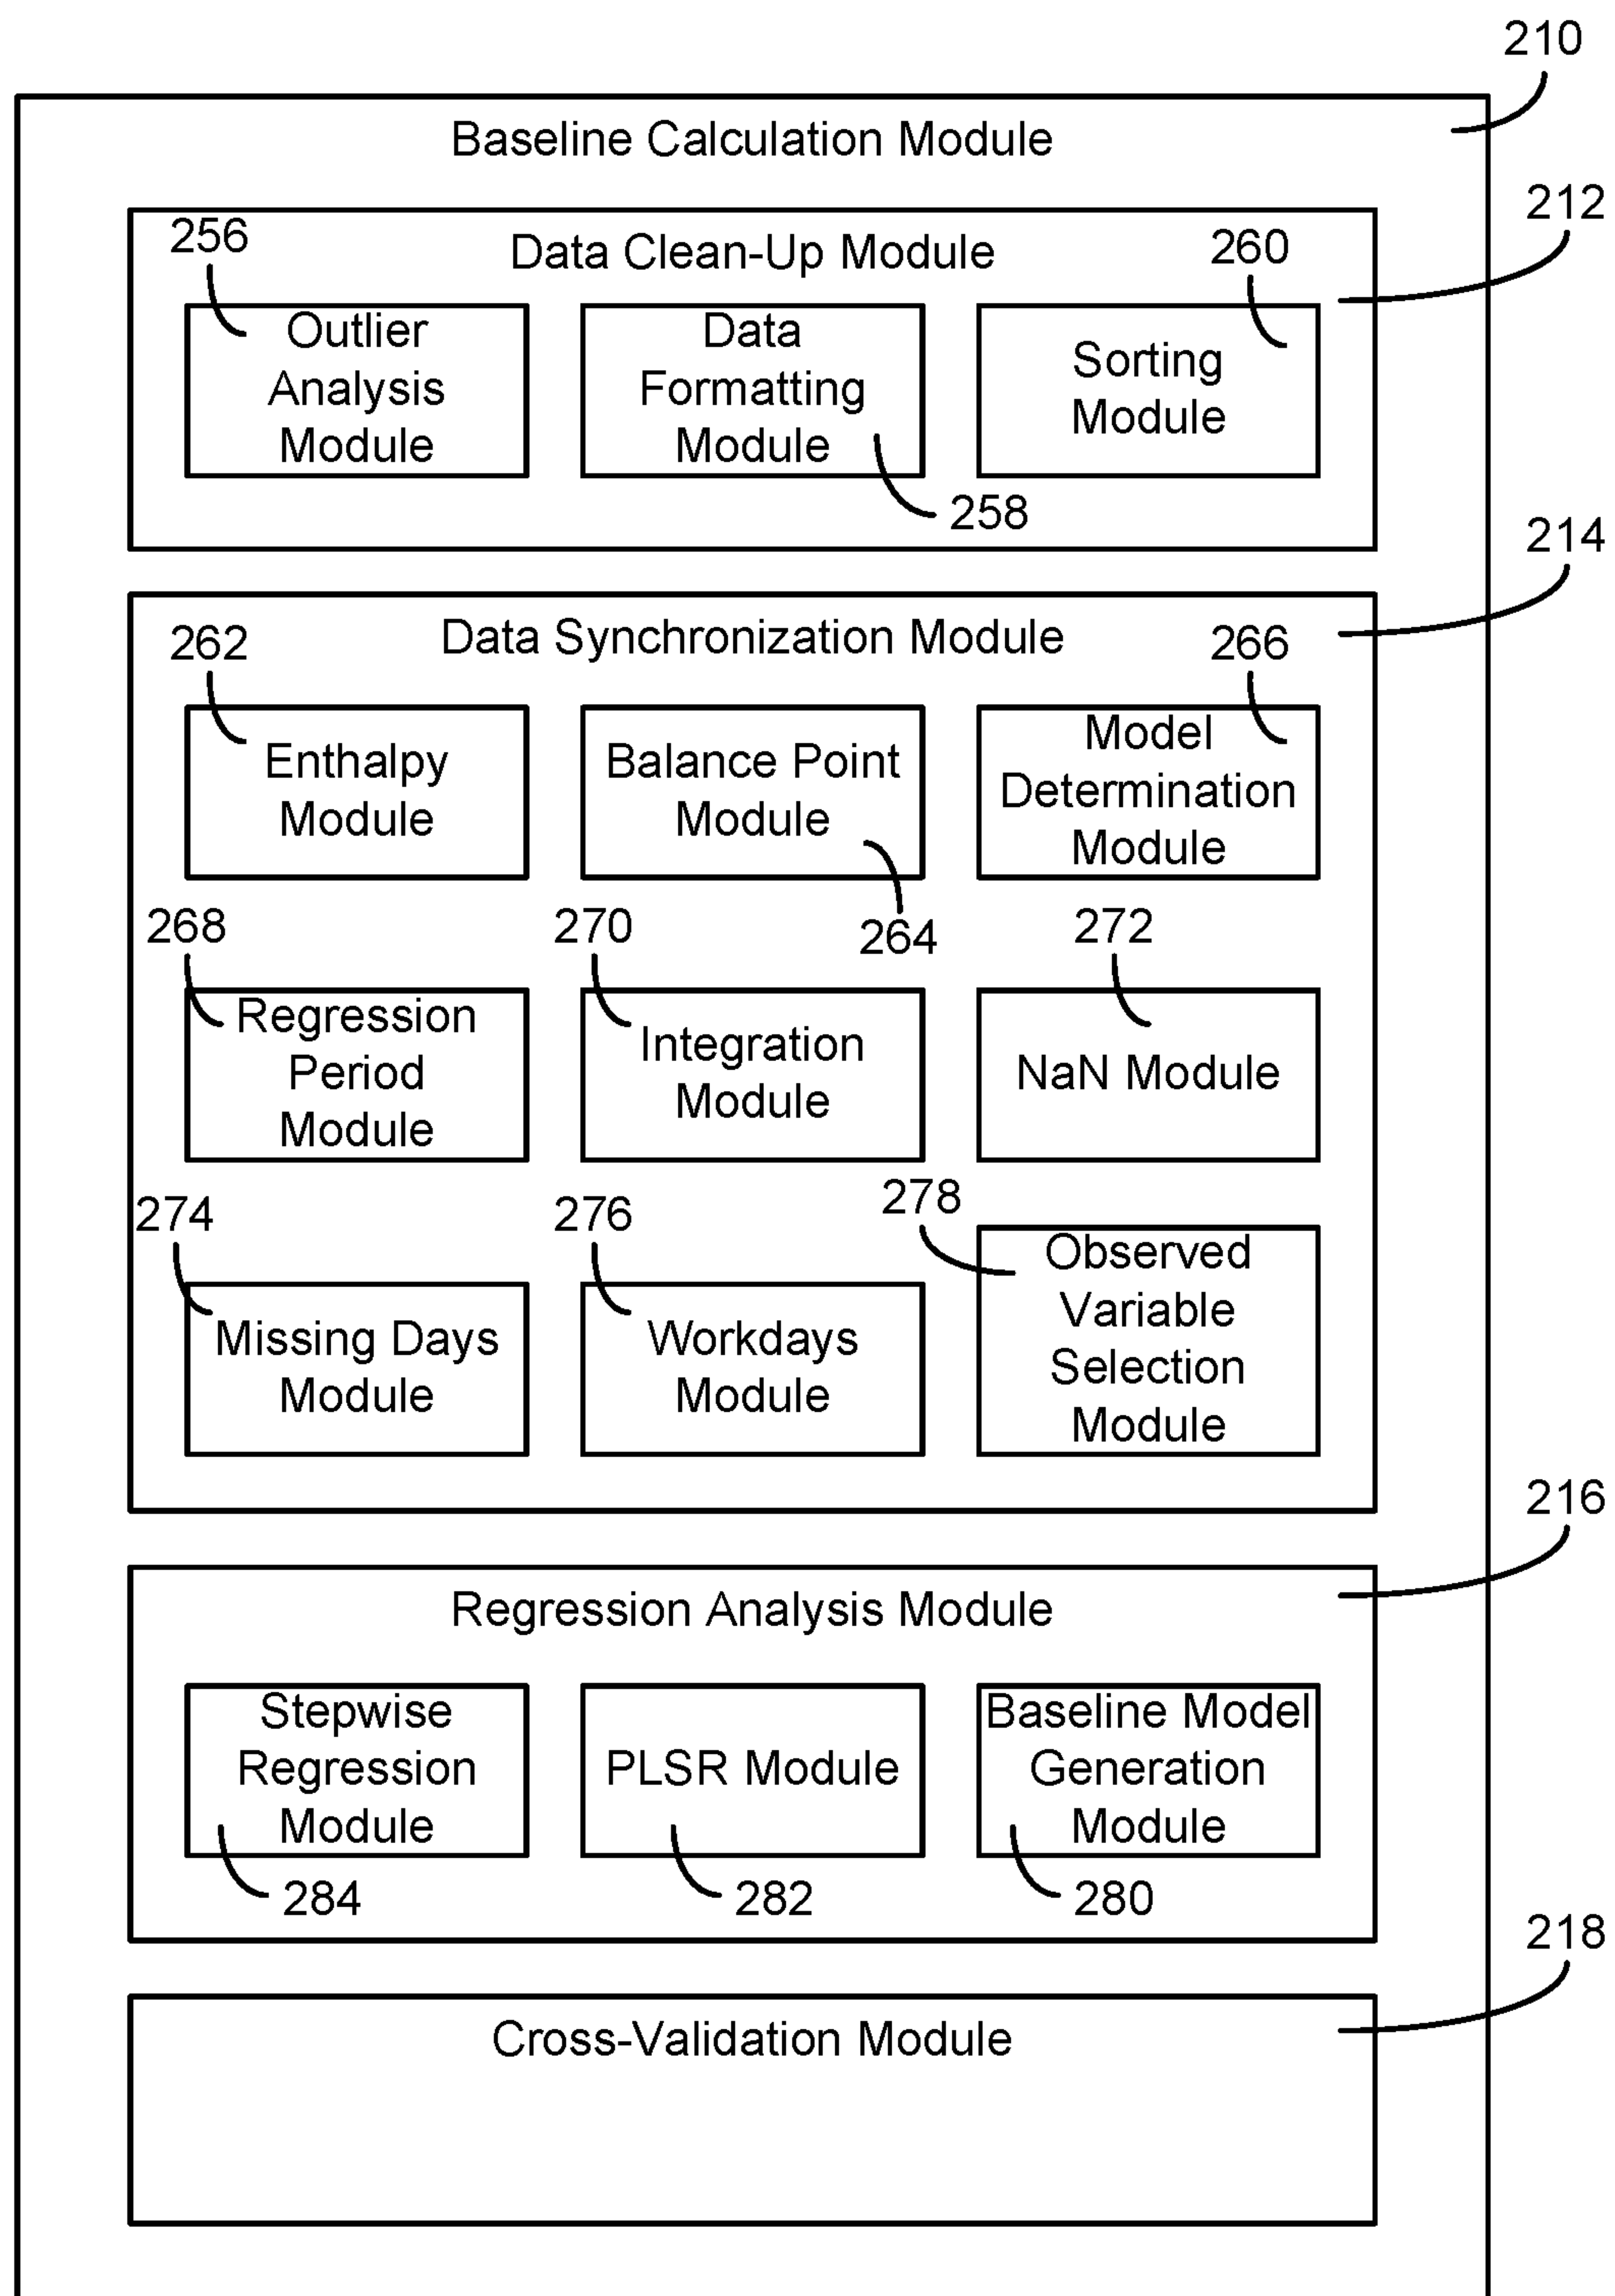 210
Baseline Calculation Module
212
256
Data Clean-Up Module
260
Outlier
Analysis
Module
Data
Formatting
Module
Sorting
Module
258
214
262
Data Synchronization Module
266
Enthalpy
Module
Balance Point
Module
Model
Determination
Module
268
270
264
272
Regression
Period
Module
Integration
Module
NaN Module
274
276
278
Missing Days
Module
Workdays
Module
Observed
Variable
Selection
Module
216
Regression Analysis Module
Stepwise
Regression
Module
PLSR Module
Baseline Model
Generation
Module
284
282
280
218
Cross-Validation Module